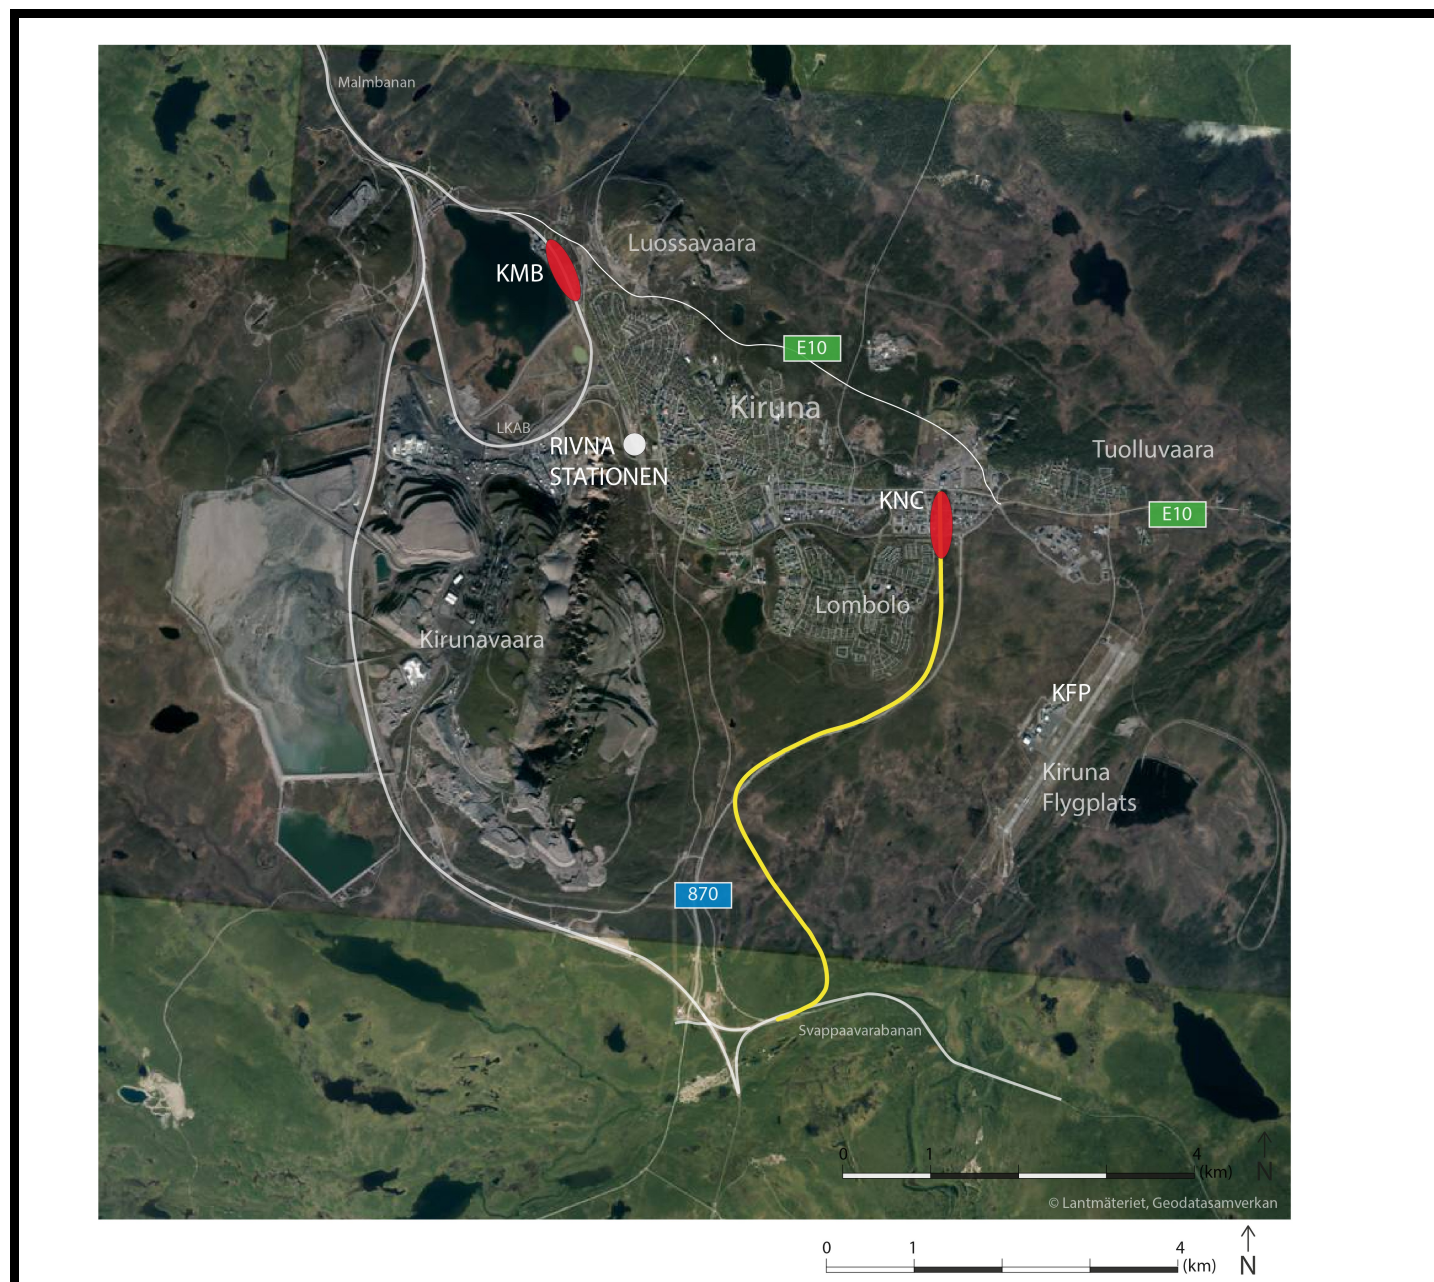 Malmbanan
Luossavaara
KMB
E10
Kiruna
LKAB
RIVNA
STATIONEN
Tuolluvaara
KNC
E10
Lombolo
Kirunavaara
KFP
Kiruna
Flygplats
870
Svappaavarabanan
0 1 4
(km) N
© Lantmäteriet, Geodatasamverkan
0 1 4
(km) N